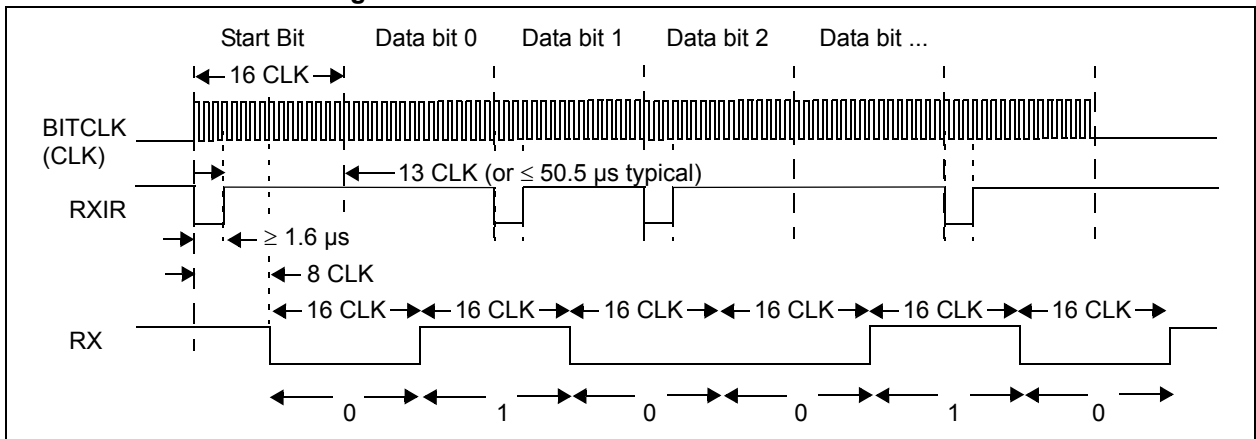 Start Bit Data bit 0 Data bit 1 Data bit 2 Data bit ...
16 CLK
BITCLK
(CLK)
13 CLK (or ≤ 50.5 µs typical)
RXIR
≥ 1.6 µs
8 CLK
16 CLK 16 CLK 16 CLK 16 CLK 16 CLK 16 CLK
RX
0 1 0 0 1 0